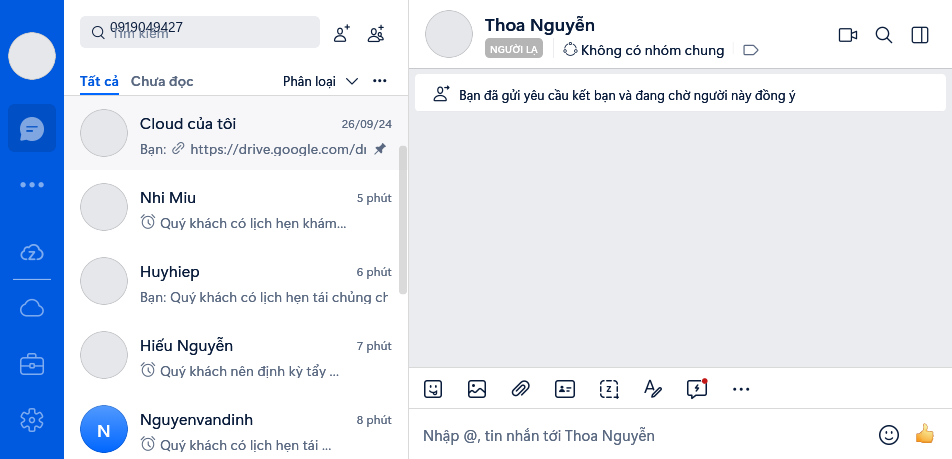 0919049427
Tìm kiếm
Tất cả Chưa đọc Phân loại
Cloud của tôi 26/09/24
Bạn: https://drive.google.com/dr
Nhi Miu 5 phút
Quý khách có lịch hẹn khám...
Huyhiep 6 phút
Bạn: Quý khách có lịch hẹn tái chủng ch
Hiếu Nguyễn 7 phút
Quý khách nên định kỳ tẩy ...
N
Nguyenvandinh 8 phút
Quý khách có lịch hẹn tái ...
Thoa Nguyễn
NGƯỜI LẠ Không có nhóm chung
Bạn đã gửi yêu cầu kết bạn và đang chờ người này đồng ý
Nhập @, tin nhắn tới Thoa Nguyễn